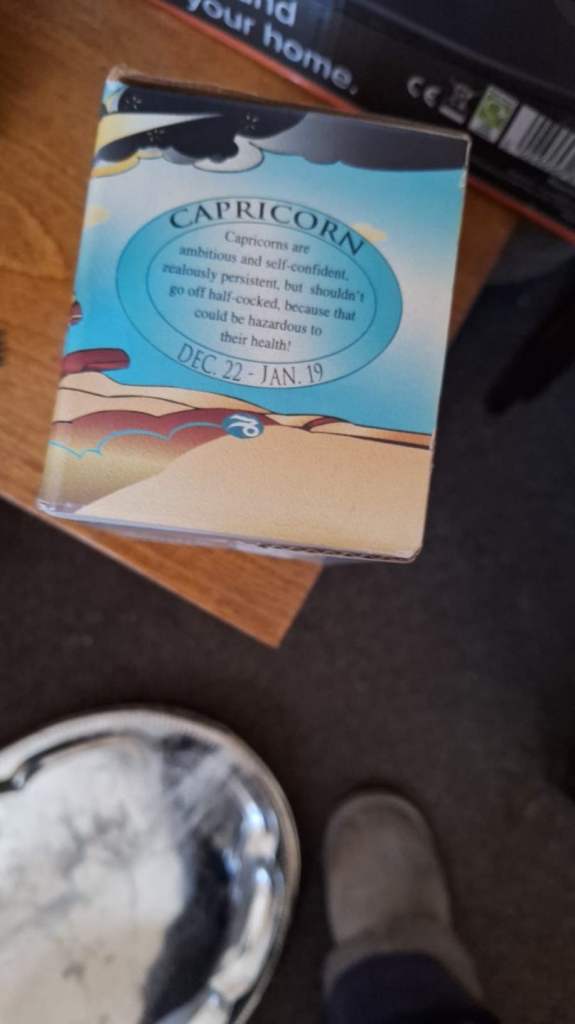 your home.
CE
CAPRICORN
Capricorns are
ambitious and self-confident,
zealously persistent, but shouldn't
go off half-cocked, because that
could be hazardous to
their health!
DEC. 22 - JAN. 19